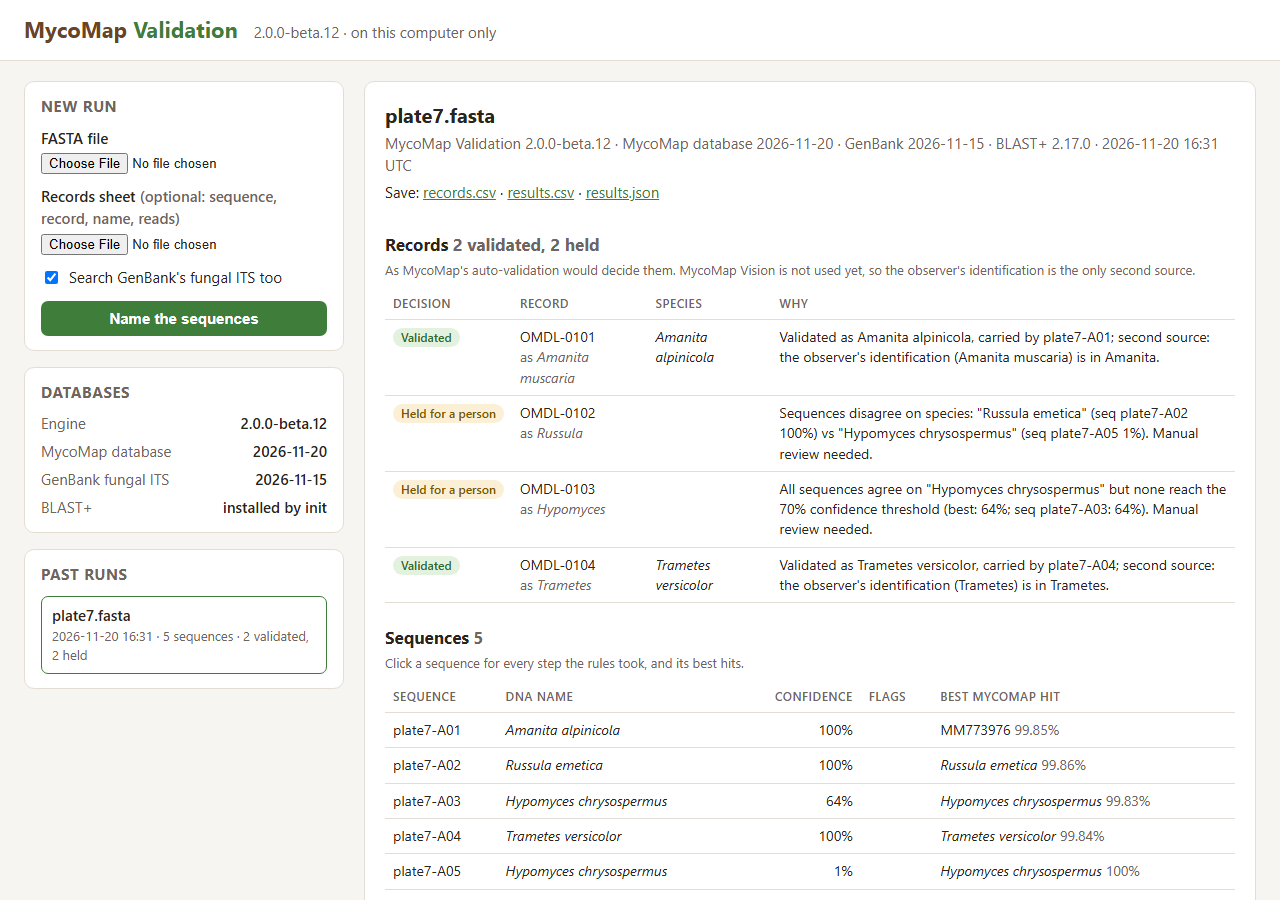 MycoMap Validation 2.0.0-beta.12 · on this computer only
NEW RUN
FASTA file
Choose File No file chosen
Records sheet (optional: sequence,
record, name, reads)
Choose File No file chosen
Search GenBank's fungal ITS too
Name the sequences
DATABASES
Engine 2.0.0-beta.12
MycoMap database 2026-11-20
GenBank fungal ITS 2026-11-15
BLAST+ installed by init
PAST RUNS
plate7.fasta
2026-11-20 16:31 · 5 sequences · 2 validated,
2 held
plate7.fasta
MycoMap Validation 2.0.0-beta.12 · MycoMap database 2026-11-20 · GenBank 2026-11-15 · BLAST+ 2.17.0 · 2026-11-20 16:31
UTC
Save: records.csv · results.csv · results.json
Records 2 validated, 2 held
As MycoMap's auto-validation would decide them. MycoMap Vision is not used yet, so the observer's identification is the only second source.
DECISION RECORD SPECIES WHY
Validated OMDL-0101 Amanita Validated as Amanita alpinicola, carried by plate7-A01; second source:
as Amanita alpinicola the observer's identification (Amanita muscaria) is in Amanita.
muscaria
Held for a person OMDL-0102 Sequences disagree on species: "Russula emetica" (seq plate7-A02
as Russula 100%) vs "Hypomyces chrysospermus" (seq plate7-A05 1%). Manual
review needed.
Held for a person OMDL-0103 All sequences agree on "Hypomyces chrysospermus" but none reach the
as Hypomyces 70% confidence threshold (best: 64%; seq plate7-A03: 64%). Manual
review needed.
Validated OMDL-0104 Trametes Validated as Trametes versicolor, carried by plate7-A04; second source:
as Trametes versicolor the observer's identification (Trametes) is in Trametes.
Sequences 5
Click a sequence for every step the rules took, and its best hits.
SEQUENCE DNA NAME CONFIDENCE FLAGS BEST MYCOMAP HIT
plate7-A01 Amanita alpinicola 100% MM773976 99.85%
plate7-A02 Russula emetica 100% Russula emetica 99.86%
plate7-A03 Hypomyces chrysospermus 64% Hypomyces chrysospermus 99.83%
plate7-A04 Trametes versicolor 100% Trametes versicolor 99.84%
plate7-A05 Hypomyces chrysospermus 1% Hypomyces chrysospermus 100%